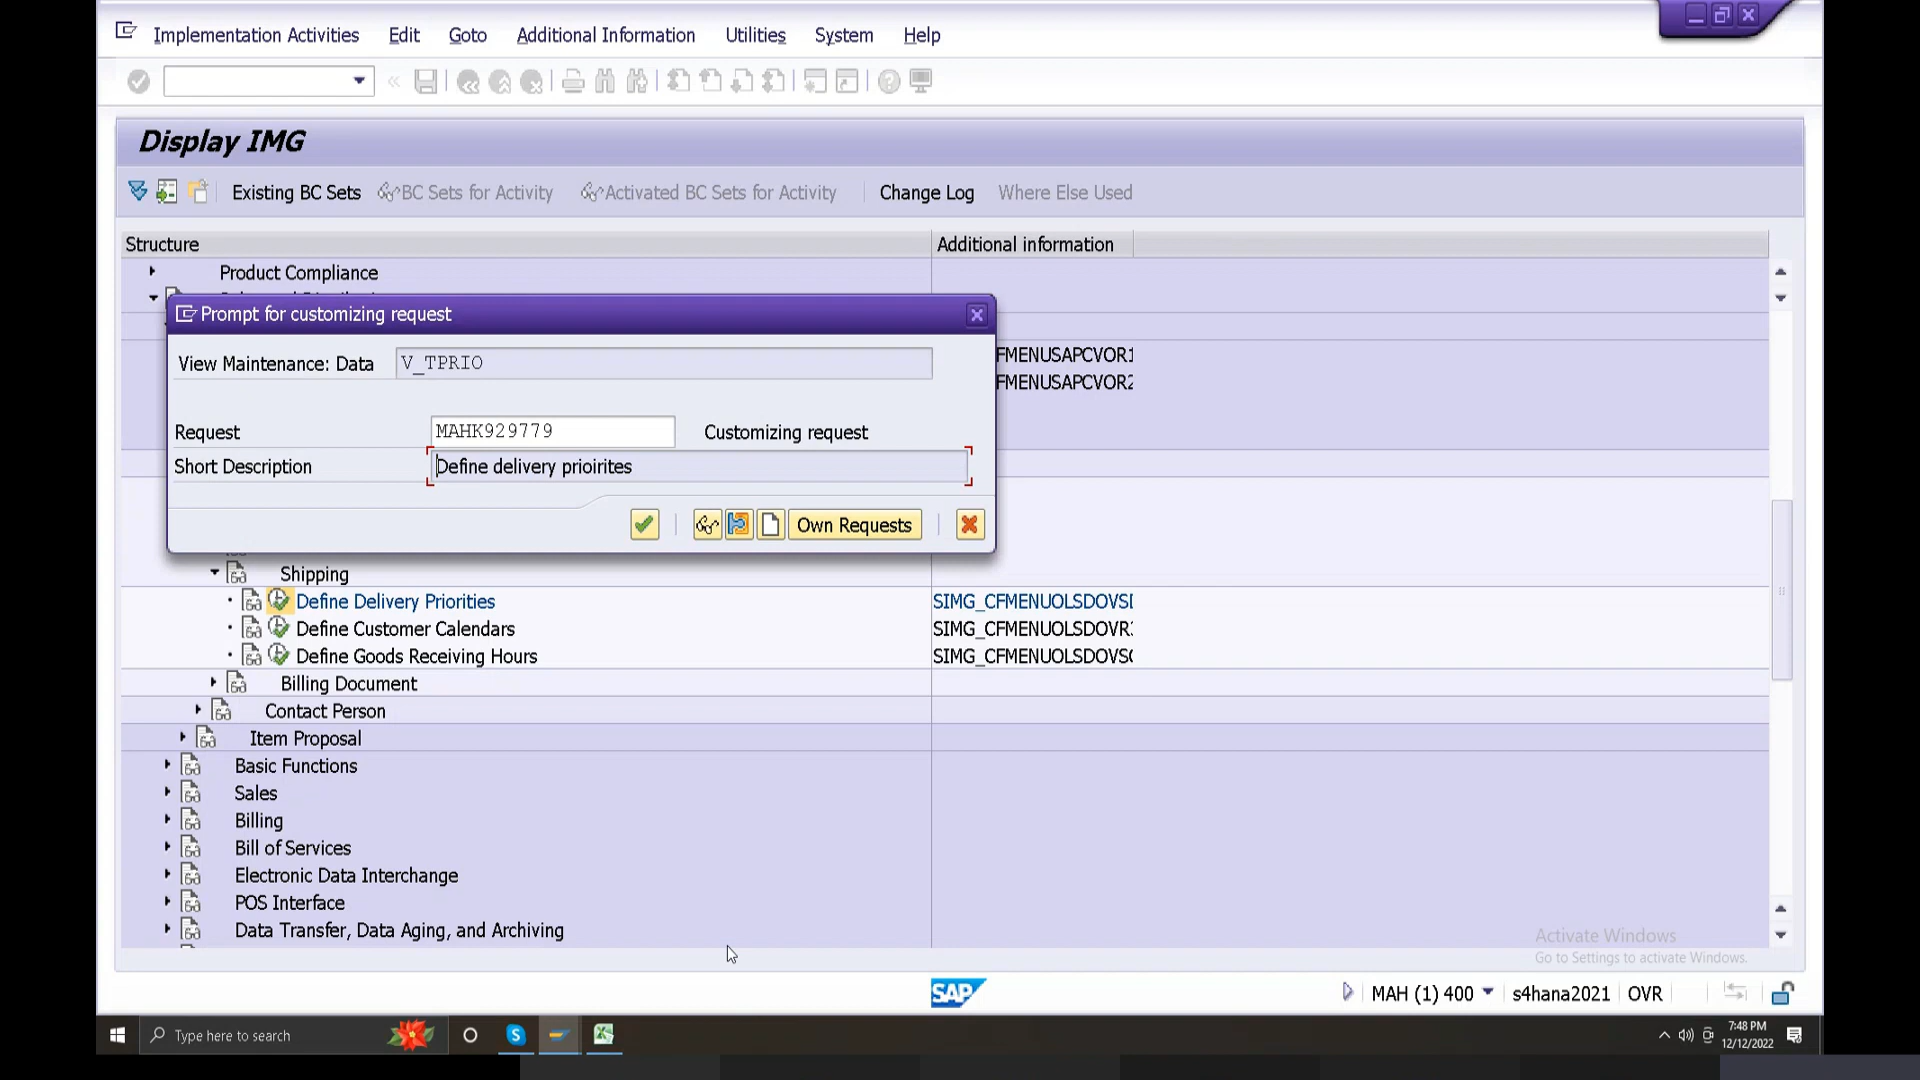 Implementation Activities Edit Goto Additional Information Utilities System Help
Display IMG
Existing BC Sets BC Sets for Activity Activated BC Sets for Activity Change Log Where Else Used
Structure Additional information
Product Compliance
Prompt for customizing request
View Maintenance: Data V_TPRIO
FMENUSAPCVOR1
FMENUSAPCVOR2
Request MAHK929779 Customizing request
Short Description Define delivery prioirites
Own Requests
Shipping
Define Delivery Priorities SIMG_CFMENUOLSDOVSI
Define Customer Calendars SIMG_CFMENUOLSDOVR
Define Goods Receiving Hours SIMG_CFMENUOLSDOVS
Billing Document
Contact Person
Item Proposal
Basic Functions
Sales
Billing
Bill of Services
Electronic Data Interchange
POS Interface
Data Transfer, Data Aging, and Archiving
Activate Windows
Go to Settings to activate Windows.
SAP MAH (1) 400 s4hana2021 OVR
Type here to search
7:48 PM
12/12/2022